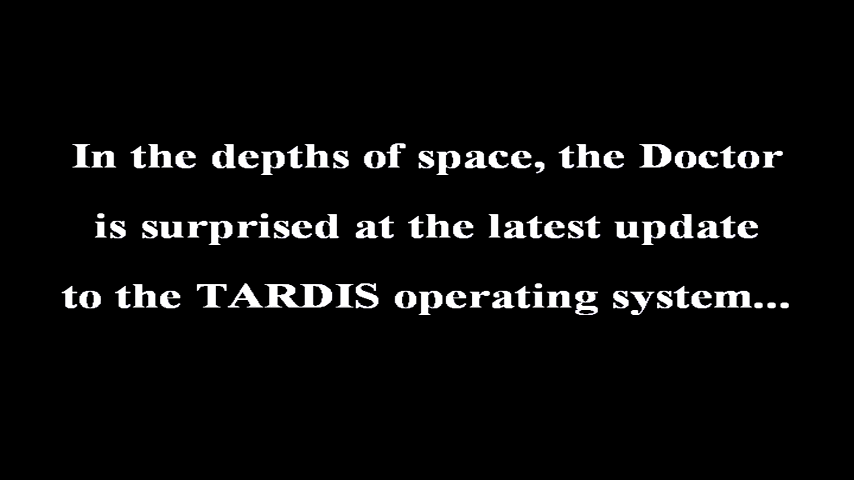 In the depths of space, the Doctor
is surprised at the latest update
to the TARDIS operating system...